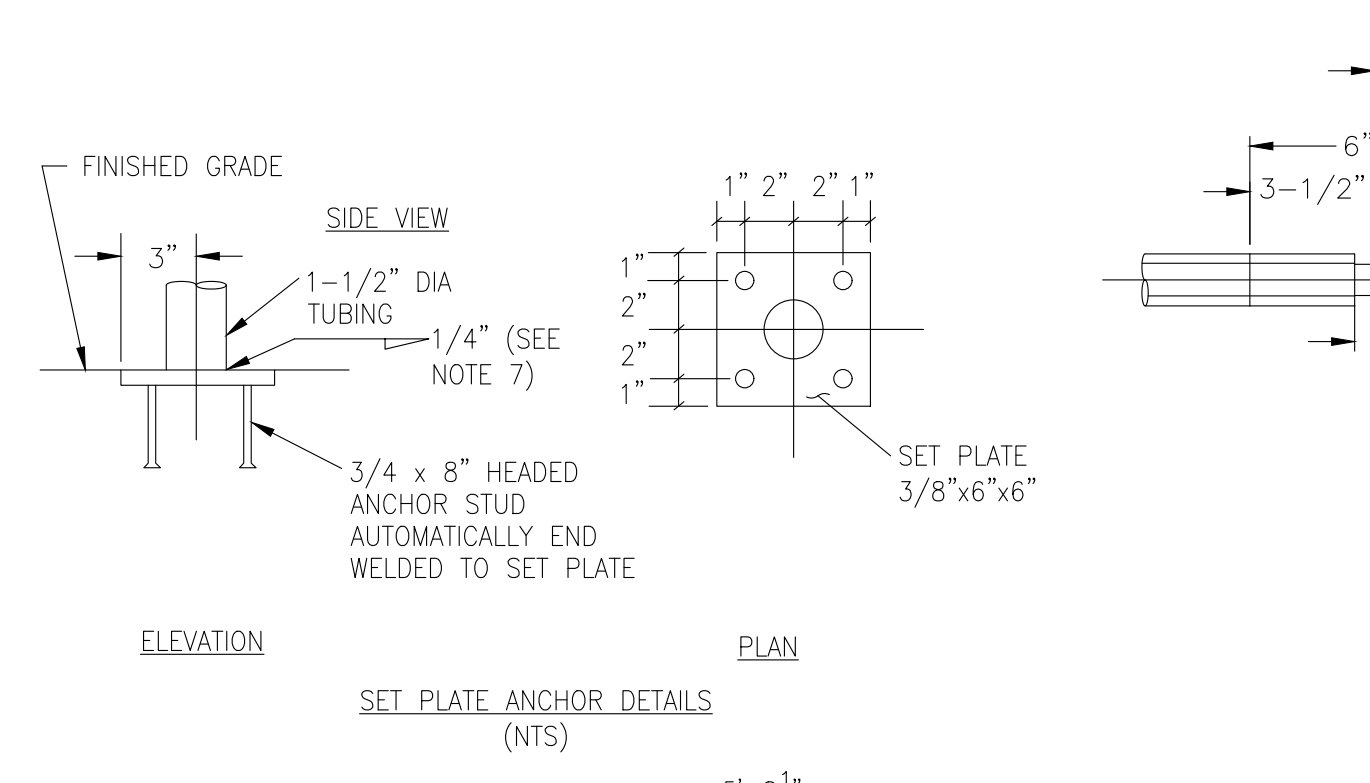 FINISHED GRADE
SIDE VIEW
3”
1-1/2” DIA
TUBING
1/4” (SEE
NOTE 7)
3/4 x 8” HEADED
ANCHOR STUD
AUTOMATICALLY END
WELDED TO SET PLATE
ELEVATION
1” 2” 2” 1”
1”
2”
2”
1”
SET PLATE
3/8”x6”x6”
PLAN
6”
3-1/2”
SET PLATE ANCHOR DETAILS
(NTS)